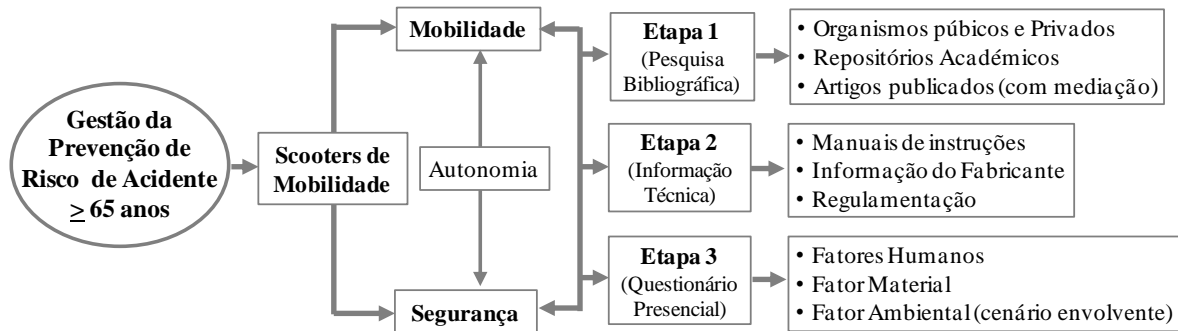 Gestão da
Prevenção de
Risco de Acidente
≥ 65 anos
Scooters de
Mobilidade
Mobilidade
Autonomia
Segurança
Etapa 1
(Pesquisa
Bibliográfica)
• Organismos púbicos e Privados
• Repositórios Académicos
• Artigos publicados (com mediação)
Etapa 2
(Informação
Técnica)
• Manuais de instruções
• Informação do Fabricante
• Regulamentação
Etapa 3
(Questionário
Presencial)
• Fatores Humanos
• Fator Material
• Fator Ambiental (cenário envolvente)